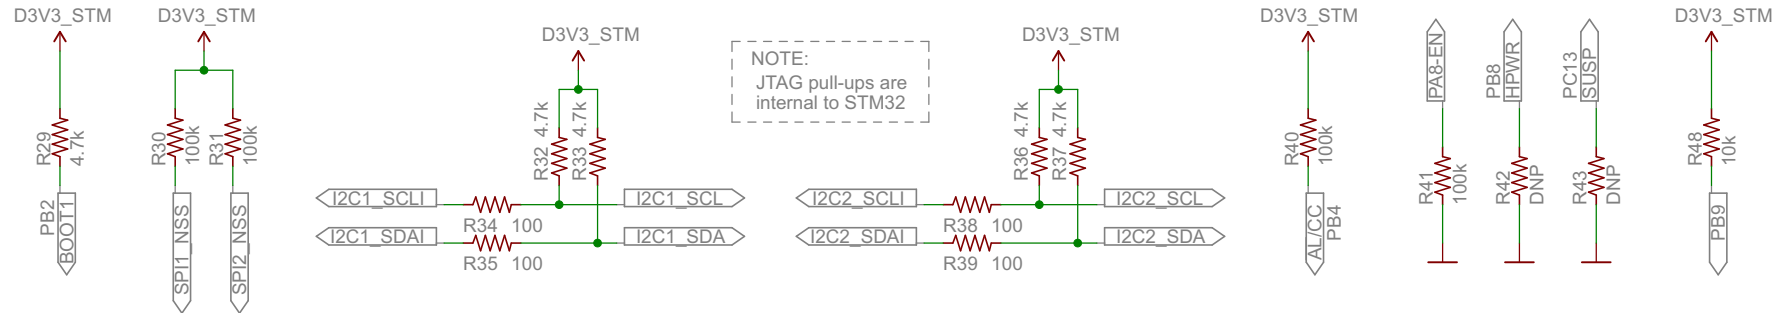 D3V3_STM
R29
4.7k
PB2
BOOT1
D3V3_STM
R30
100k
R31
100k
SPI1_NSS
SPI2_NSS
D3V3_STM
R32 4.7k
R33 4.7k
I2C1_SCLI
R34 100
I2C1_SCL
I2C1_SDAI
R35 100
I2C1_SDA
NOTE:
JTAG pull-ups are
internal to STM32
D3V3_STM
R36 4.7k
R37 4.7k
I2C2_SCLI
R38 100
I2C2_SCL
I2C2_SDAI
R39 100
I2C2_SDA
D3V3_STM
R40
100k
AL/CC
PB4
PA8-EN
R41
100k
PB8
HPWR
R42
DNP
PC13
SUSP
R43
DNP
D3V3_STM
R48
10k
PB9